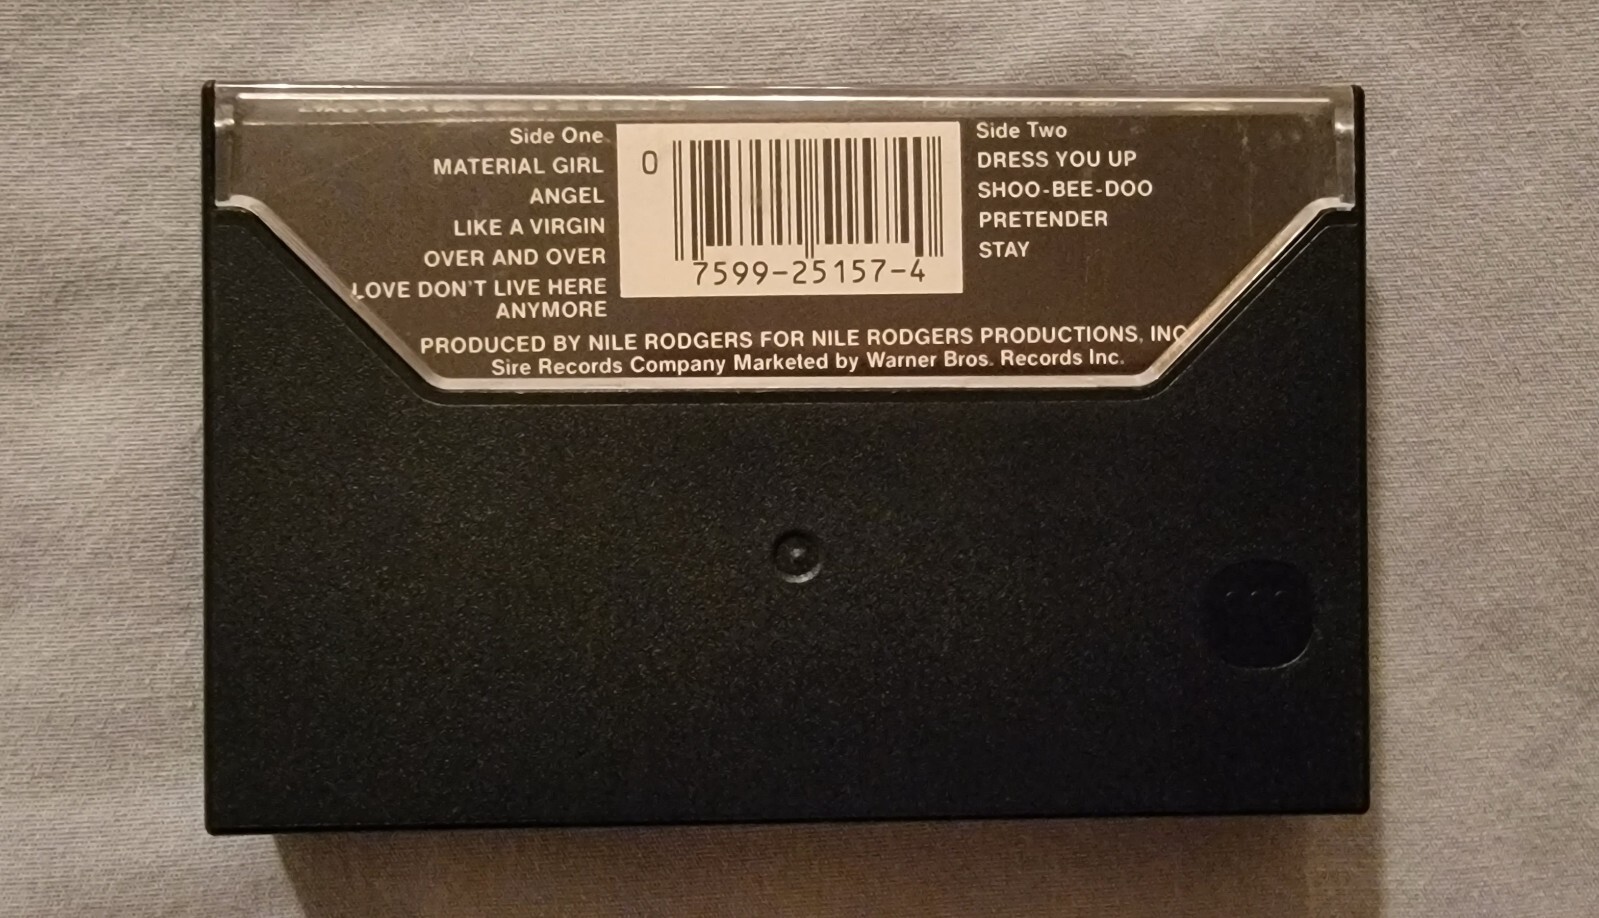 Side One
MATERIAL GIRL
ANGEL
LIKE A VIRGIN
OVER AND OVER
LOVE DON'T LIVE HERE
ANYMORE
0
7599-25157-4
Side Two
DRESS YOU UP
SHOO-BEE-DOO
PRETENDER
STAY
PRODUCED BY NILE RODGERS FOR NILE RODGERS PRODUCTIONS, INC
Sire Records Company Marketed by Warner Bros. Records Inc.